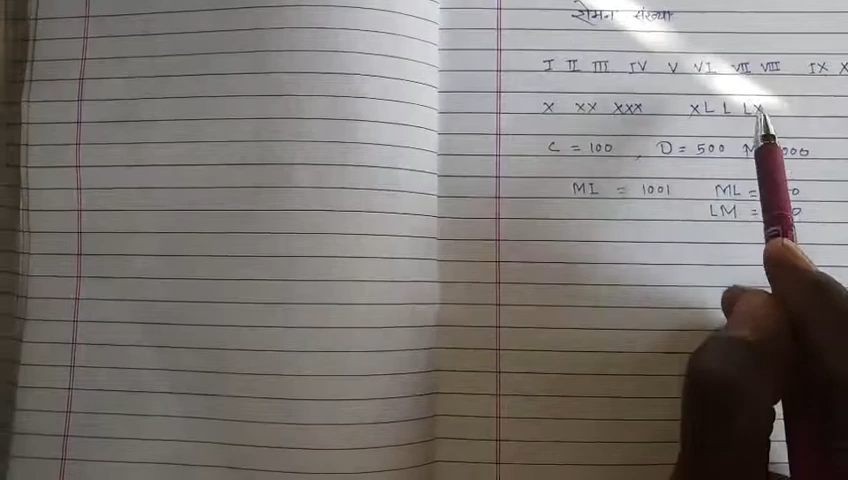 रोमन संख्या
I II III IV V VI VII VIII IX X
X XX XXX XL L LX
C = 100 , D = 500
MI = 1001 ML =
LM =